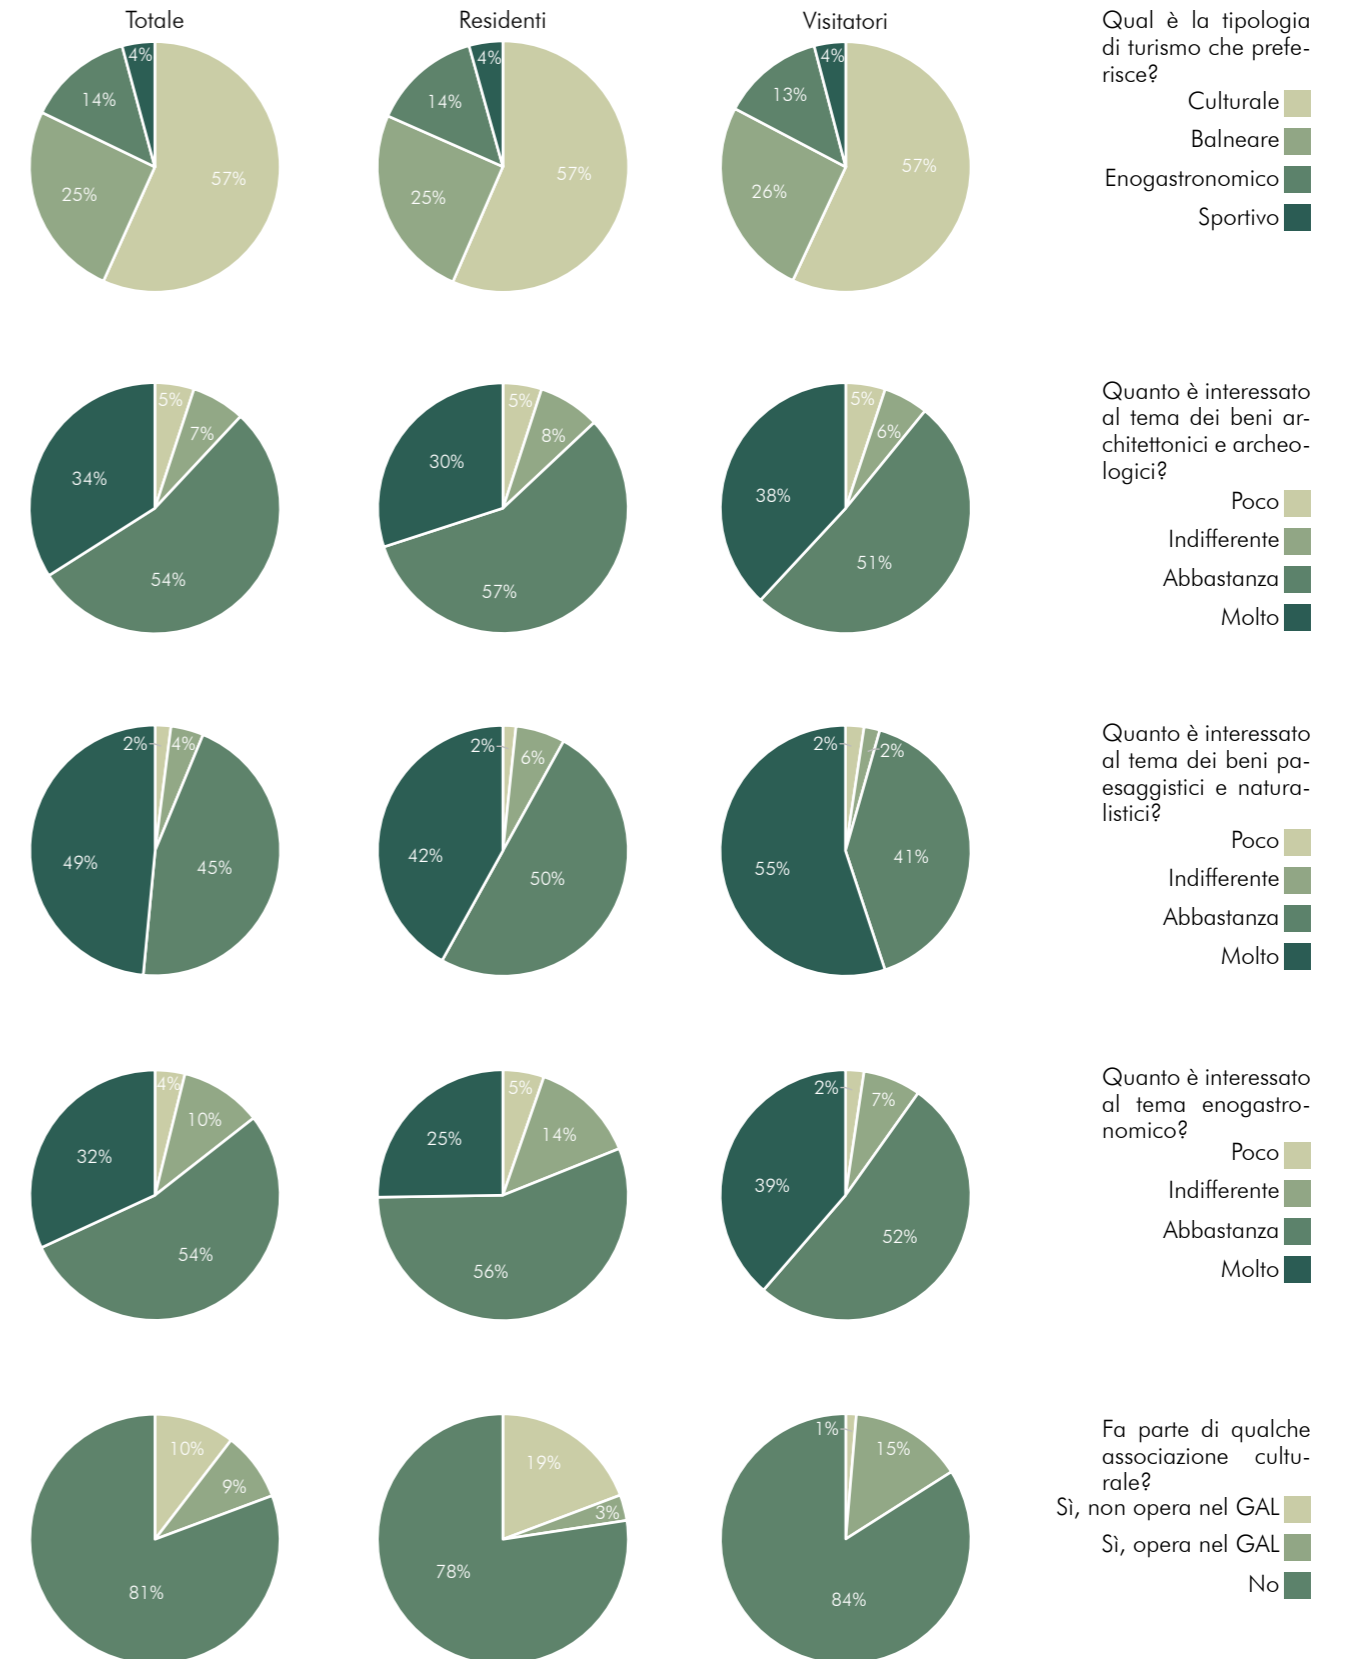 Totale
Residenti
Visitatori
4%
14%
25%
57%
4%
14%
25%
57%
4%
13%
26%
57%
Qual è la tipologia
di turismo che prefe-
risce?
Culturale
Balneare
Enogastronomico
Sportivo
5%
7%
34%
54%
5%
8%
30%
57%
5%
6%
38%
51%
Quanto è interessato
al tema dei beni ar-
chitettonici e archeo-
logici?
Poco
Indifferente
Abbastanza
Molto
2%
4%
49%
45%
2%
6%
42%
50%
2%
2%
55%
41%
Quanto è interessato
al tema dei beni pa-
esaggistici e natura-
listici?
Poco
Indifferente
Abbastanza
Molto
4%
10%
32%
54%
5%
14%
25%
56%
2%
7%
39%
52%
Quanto è interessato
al tema enogastro-
nomico?
Poco
Indifferente
Abbastanza
Molto
10%
9%
81%
19%
3%
78%
1%
15%
84%
Fa parte di qualche
associazione cultu-
rale?
Sì, non opera nel GAL
Sì, opera nel GAL
No